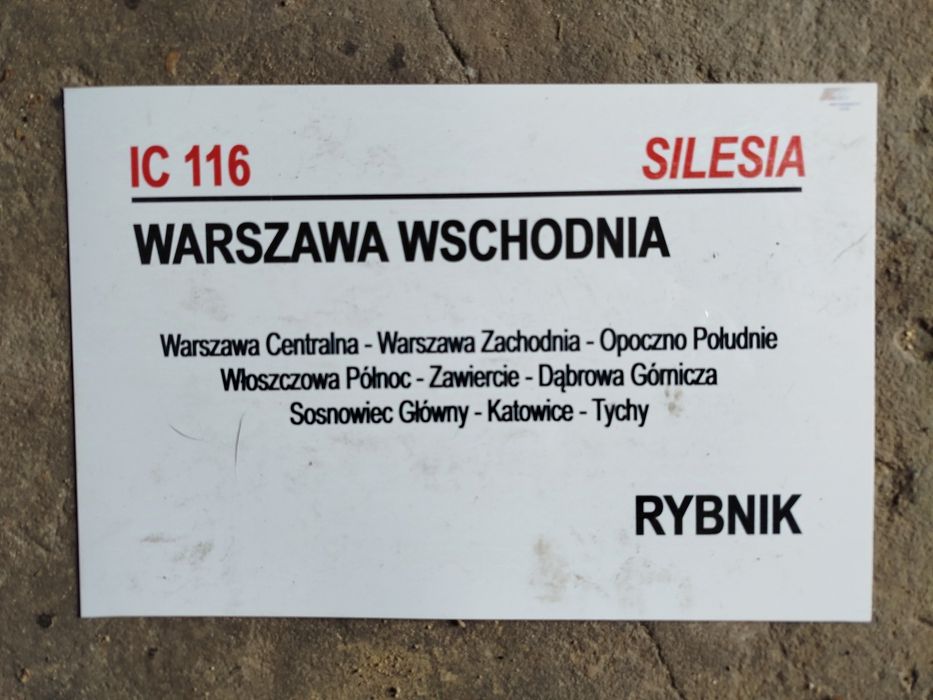 IC 116 SILESIA
WARSZAWA WSCHODNIA
Warszawa Centralna - Warszawa Zachodnia - Opoczno Południe
Włoszczowa Północ - Zawiercie - Dąbrowa Górnicza
Sosnowiec Główny - Katowice - Tychy
RYBNIK